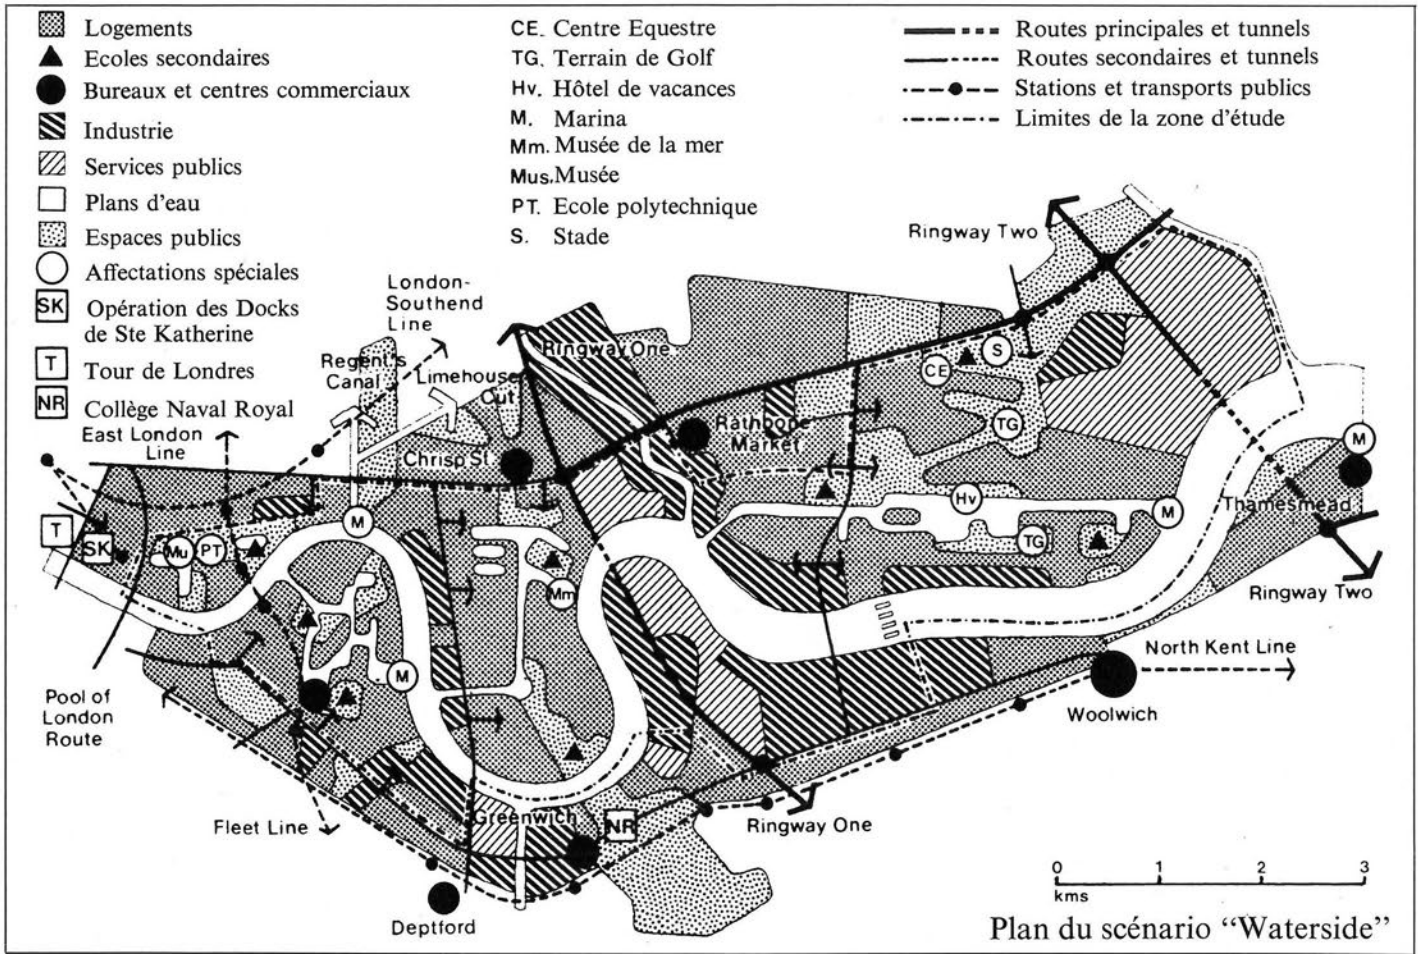 Logements
Ecoles secondaires
Bureaux et centres commerciaux
Industrie
Services publics
Plans d'eau
Espaces publics
Affectations spéciales
SK Opération des Docks
de Ste Katherine
T Tour de Londres
NR Collège Naval Royal
CE. Centre Equestre
TG. Terrain de Golf
Hv. Hôtel de vacances
M. Marina
Mm. Musée de la mer
Mus. Musée
PT. Ecole polytechnique
S. Stade
Routes principales et tunnels
Routes secondaires et tunnels
Stations et transports publics
Limites de la zone d'étude
Ringway Two
London-
Southend
Line
Regent's
Canal
Limehouse
Cut
Ringway One
East London
Line
Chrisp St.
Rathbone
Market
CE
S
TG
M
Thamesmead
T
SK
Mu
PT
M
Hv
TG
M
Mm
M
Ringway Two
North Kent Line
Pool of
London
Route
Woolwich
Fleet Line
Greenwich
NR
Ringway One
Deptford
0 1 2 3
kms
Plan du scénario “Waterside”